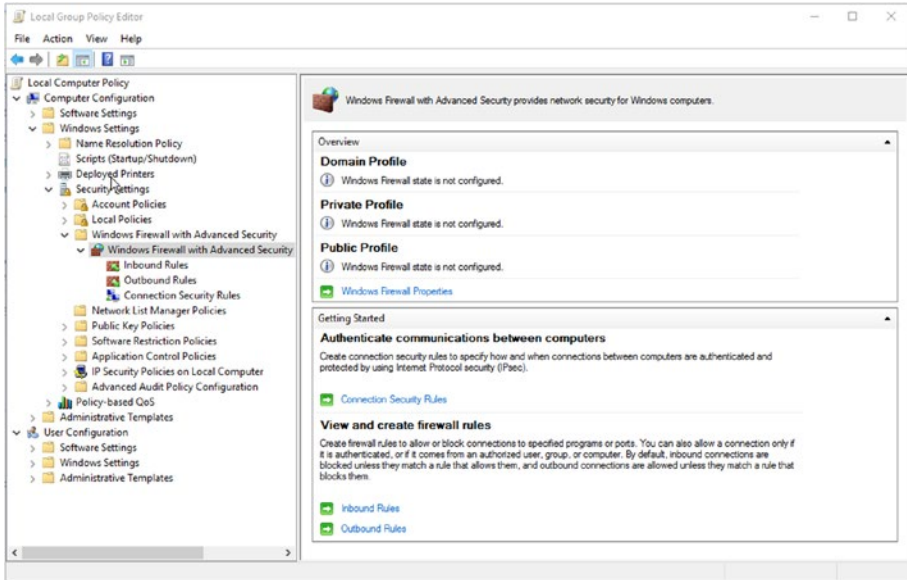 Local Group Policy Editor
File Action View Help
Local Computer Policy
Computer Configuration
Software Settings
Windows Settings
Name Resolution Policy
Scripts (Startup/Shutdown)
Deployed Printers
Security Settings
Account Policies
Local Policies
Windows Firewall with Advanced Security
Windows Firewall with Advanced Security
Inbound Rules
Outbound Rules
Connection Security Rules
Network List Manager Policies
Public Key Policies
Software Restriction Policies
Application Control Policies
IP Security Policies on Local Computer
Advanced Audit Policy Configuration
Policy-based QoS
Administrative Templates
User Configuration
Software Settings
Windows Settings
Administrative Templates
Windows Firewall with Advanced Security provides network security for Windows computers.
Overview
Domain Profile
Windows Firewall state is not configured.
Private Profile
Windows Firewall state is not configured.
Public Profile
Windows Firewall state is not configured.
Windows Firewall Properties
Getting Started
Authenticate communications between computers
Create connection security rules to specify how and when connections between computers are authenticated and
protected by using Internet Protocol security (IPsec).
Connection Security Rules
View and create firewall rules
Create firewall rules to allow or block connections to specified programs or ports. You can also allow a connection only if
it is authenticated, or if it comes from an authorized user, group, or computer. By default, inbound connections are
blocked unless they match a rule that allows them, and outbound connections are allowed unless they match a rule that
blocks them.
Inbound Rules
Outbound Rules